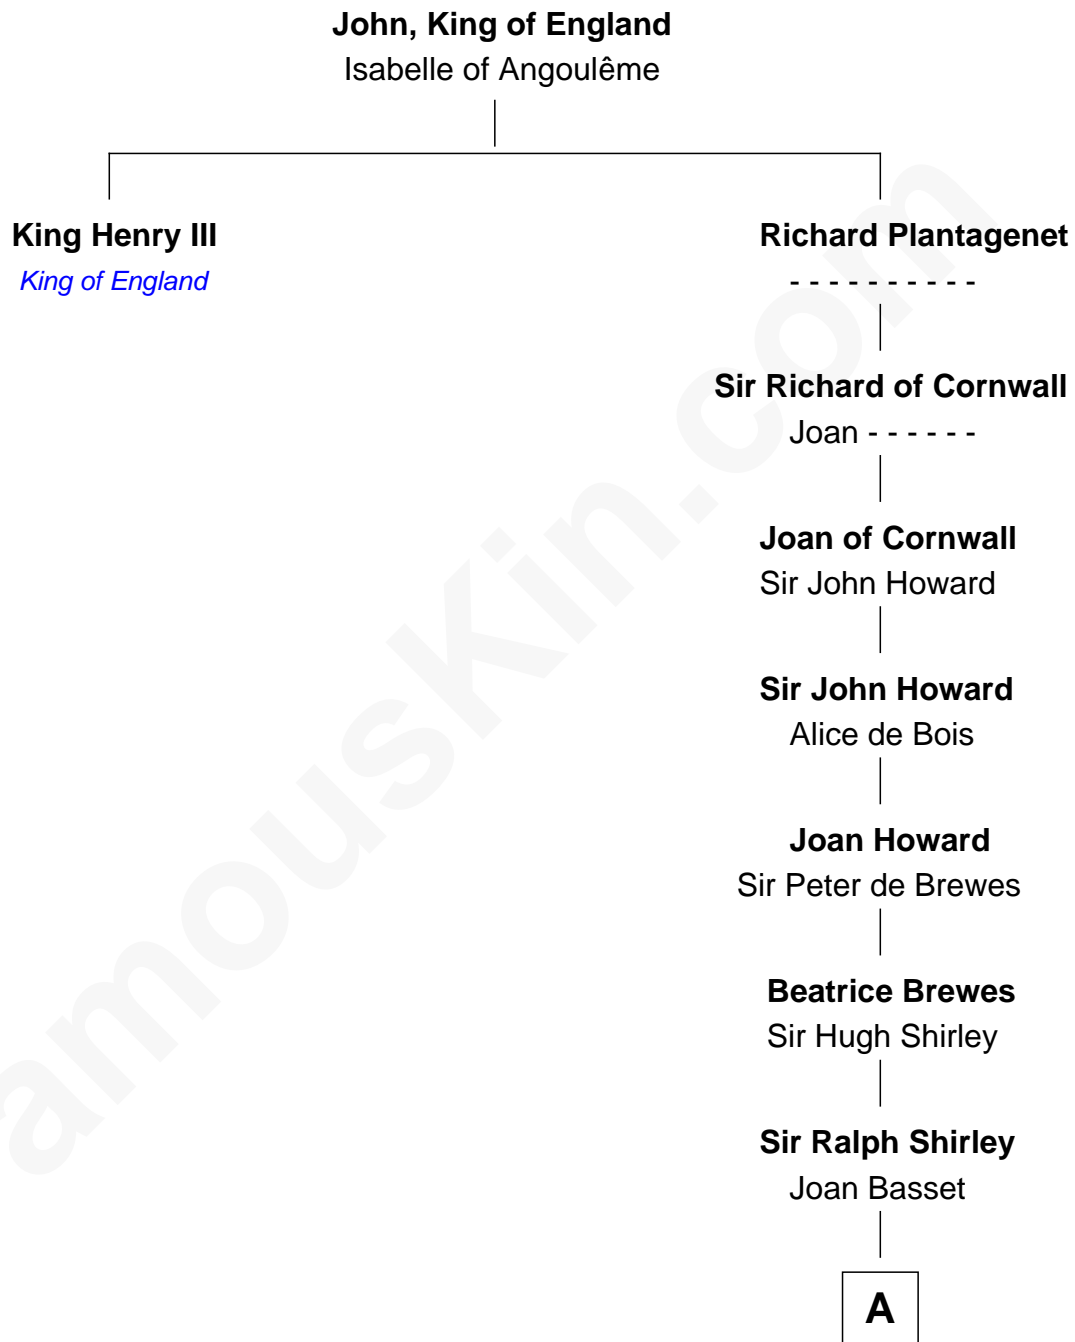 John, King of England
Isabelle of Angoulême
King Henry III
King of England
Richard Plantagenet
- - - - - - - - - -
Sir Richard of Cornwall
Joan - - - - - -
Joan of Cornwall
Sir John Howard
Sir John Howard
Alice de Bois
Joan Howard
Sir Peter de Brewes
Beatrice Brewes
Sir Hugh Shirley
Sir Ralph Shirley
Joan Basset
A
amousKin.com